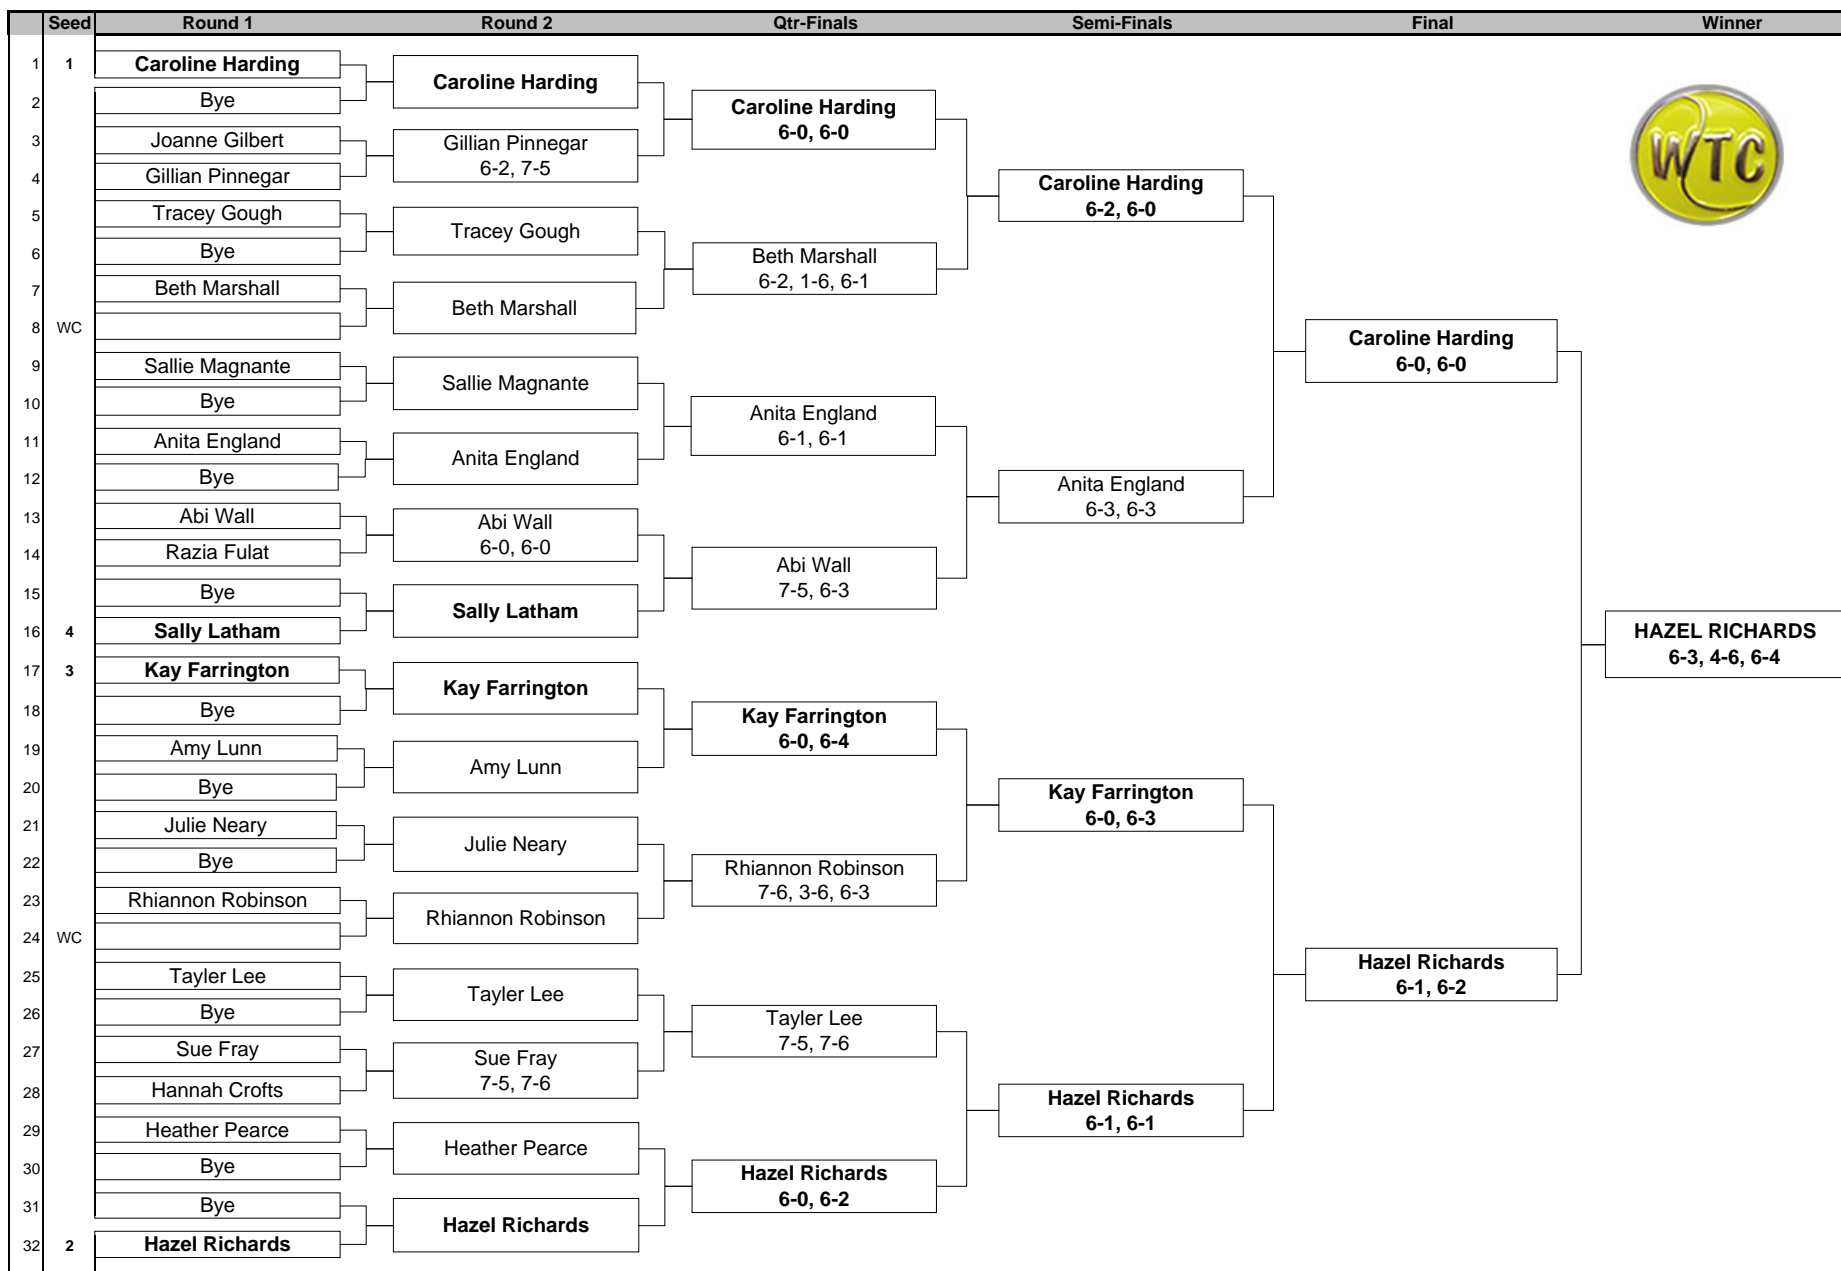 Seed Round 1 Round 2 Qtr-Finals Semi-Finals Final Winner
1 1 Caroline Harding
2 Bye
Caroline Harding
3 Joanne Gilbert
4 Gillian Pinnegar
Gillian Pinnegar
6-2, 7-5
Caroline Harding
6-0, 6-0
5 Tracey Gough
6 Bye
Tracey Gough
7 Beth Marshall
8 WC
Beth Marshall
Beth Marshall
6-2, 1-6, 6-1
Caroline Harding
6-2, 6-0
9 Sallie Magnante
10 Bye
Sallie Magnante
11 Anita England
12 Bye
Anita England
Anita England
6-1, 6-1
13 Abi Wall
14 Razia Fulat
Abi Wall
6-0, 6-0
15 Bye
16 4 Sally Latham
Sally Latham
Abi Wall
7-5, 6-3
Anita England
6-3, 6-3
Caroline Harding
6-0, 6-0
17 3 Kay Farrington
18 Bye
Kay Farrington
19 Amy Lunn
20 Bye
Amy Lunn
Kay Farrington
6-0, 6-4
21 Julie Neary
22 Bye
Julie Neary
23 Rhiannon Robinson
24 WC
Rhiannon Robinson
Rhiannon Robinson
7-6, 3-6, 6-3
Kay Farrington
6-0, 6-3
25 Tayler Lee
26 Bye
Tayler Lee
27 Sue Fray
28 Hannah Crofts
Sue Fray
7-5, 7-6
Tayler Lee
7-5, 7-6
29 Heather Pearce
30 Bye
Heather Pearce
31 Bye
32 2 Hazel Richards
Hazel Richards
Hazel Richards
6-0, 6-2
Hazel Richards
6-1, 6-1
Hazel Richards
6-1, 6-2
HAZEL RICHARDS
6-3, 4-6, 6-4
WTC